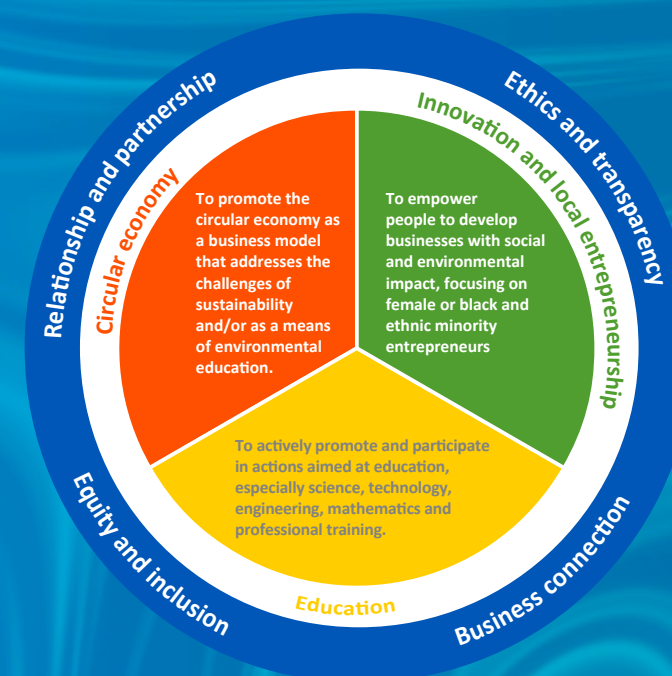 Relationship and partnership
Ethics and transparency
Circular economy
Innovation and local entrepreneurship
To promote the
circular economy as
a business model
that addresses the
challenges of
sustainability
and/or as a means
of environmental
education.
To empower
people to develop
businesses with social
and environmental
impact, focusing on
female or black and
ethnic minority
entrepreneurs
To actively promote and participate
in actions aimed at education,
especially science, technology,
engineering, mathematics and
professional training.
Education
Equity and inclusion
Business connection